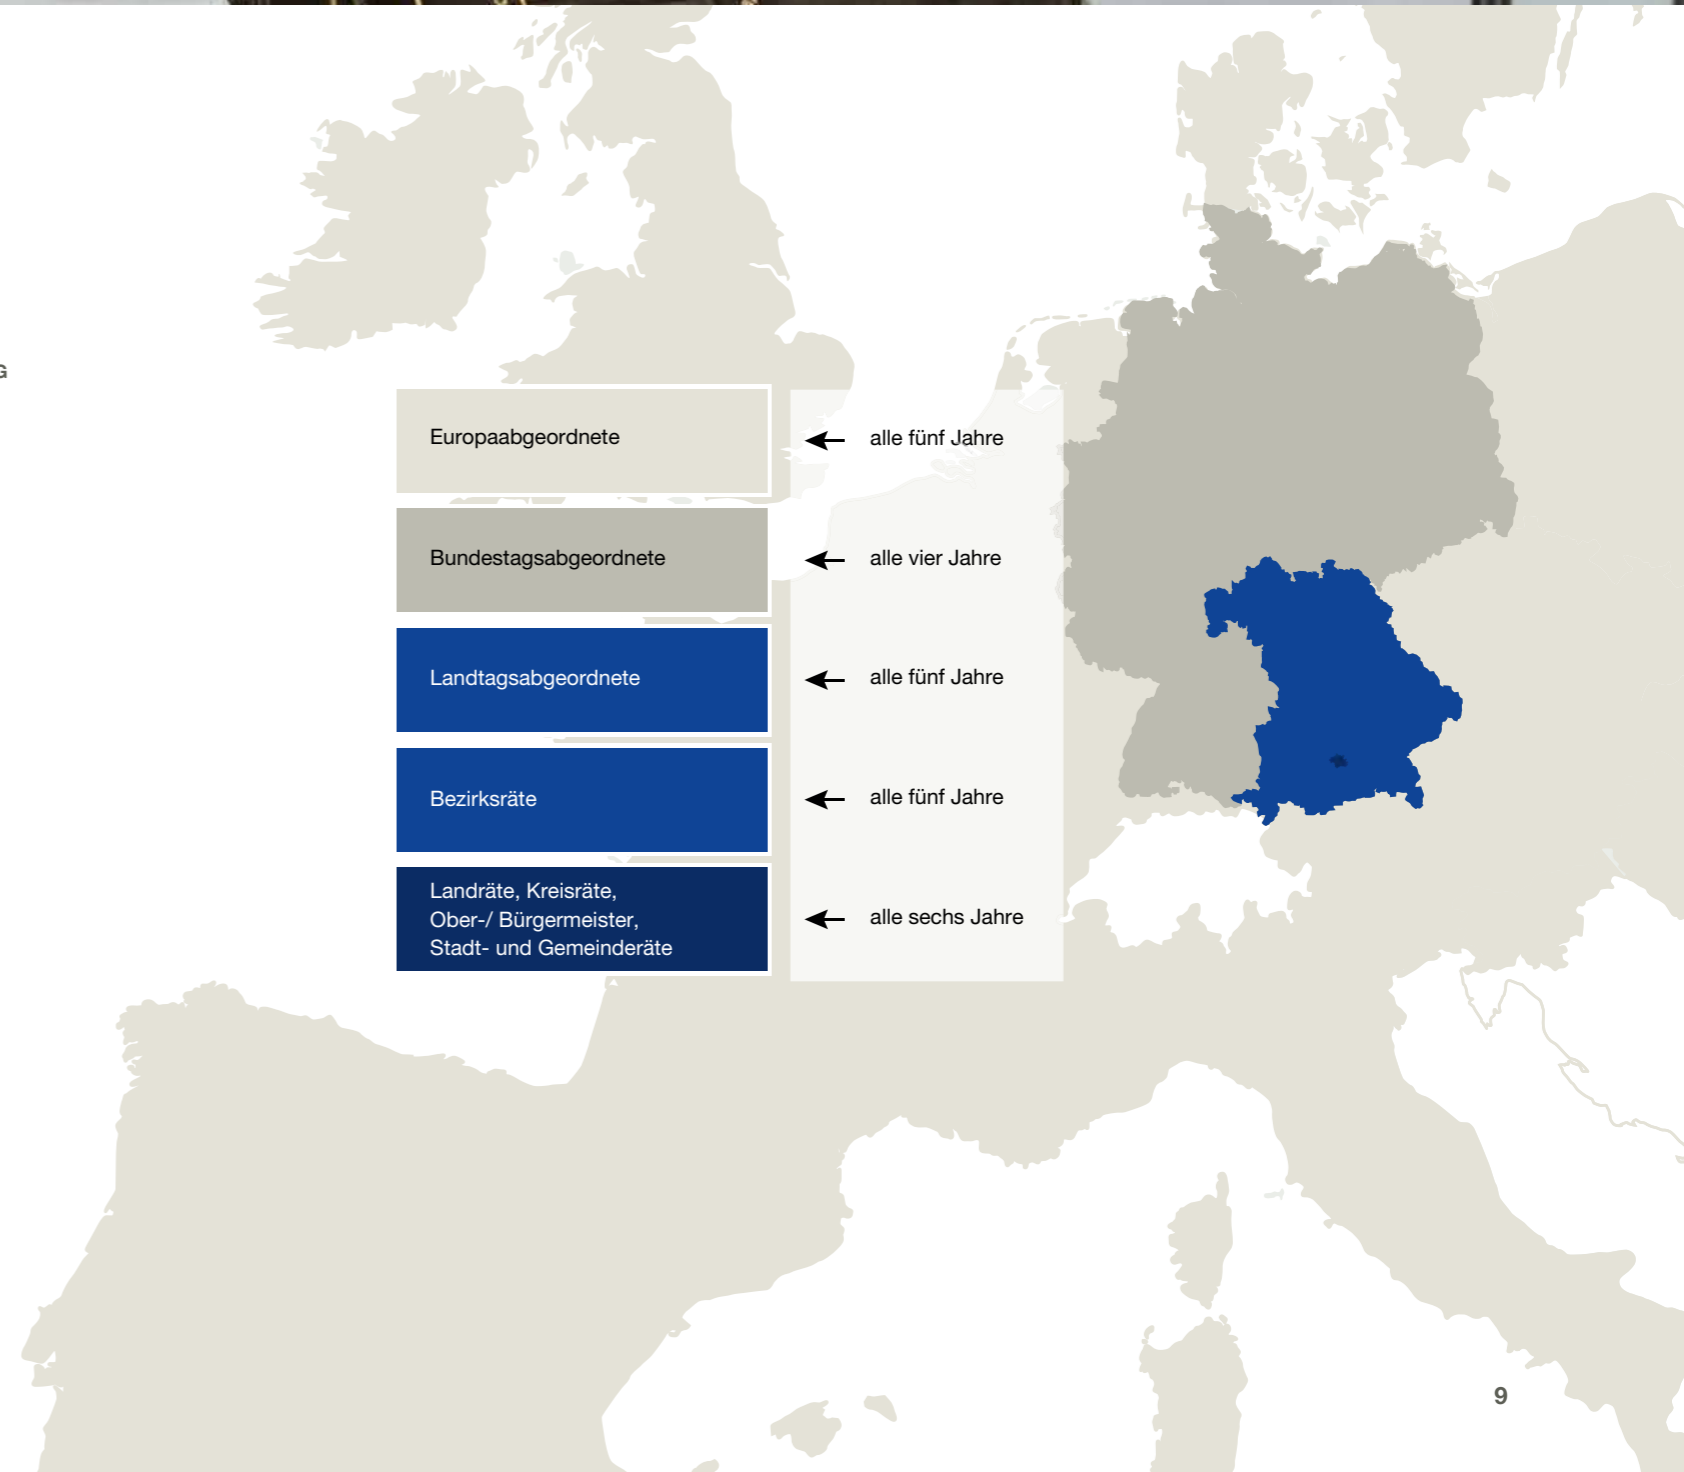 G
Europaabgeordnete
alle fünf Jahre
Bundestagsabgeordnete
alle vier Jahre
Landtagsabgeordnete
alle fünf Jahre
Bezirksräte
alle fünf Jahre
Landräte, Kreisräte,
Ober-/ Bürgermeister,
Stadt- und Gemeinderäte
alle sechs Jahre
9